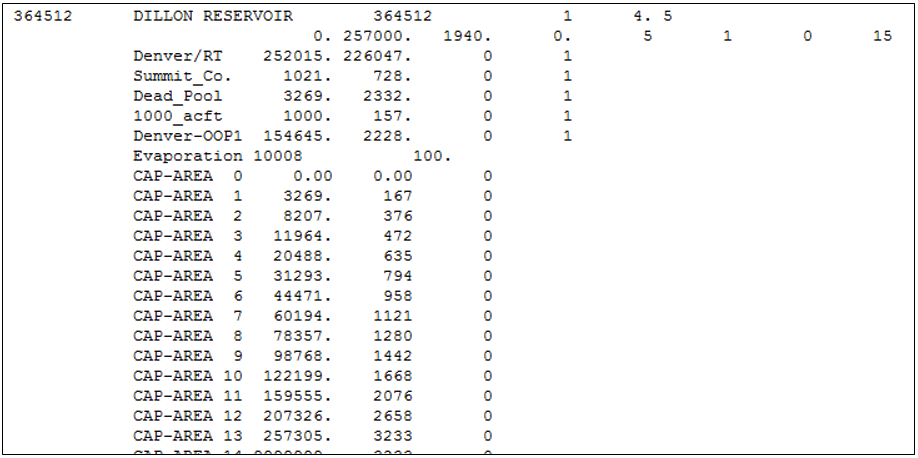 364512 DILLON RESERVOIR 364512 1 4. 5
0. 257000. 1940. 0. 5 1 0 15
Denver/RT 252015. 226047. 0 1
Summit_Co. 1021. 728. 0 1
Dead_Pool 3269. 2332. 0 1
1000_acft 1000. 157. 0 1
Denver-OOP1 154645. 2228. 0 1
Evaporation 10008 100.
CAP-AREA 0 0.00 0.00 0
CAP-AREA 1 3269. 167 0
CAP-AREA 2 8207. 376 0
CAP-AREA 3 11964. 472 0
CAP-AREA 4 20488. 635 0
CAP-AREA 5 31293. 794 0
CAP-AREA 6 44471. 958 0
CAP-AREA 7 60194. 1121 0
CAP-AREA 8 78357. 1280 0
CAP-AREA 9 98768. 1442 0
CAP-AREA 10 122199. 1668 0
CAP-AREA 11 159555. 2076 0
CAP-AREA 12 207326. 2658 0
CAP-AREA 13 257305. 3233 0
CAP-AREA 14